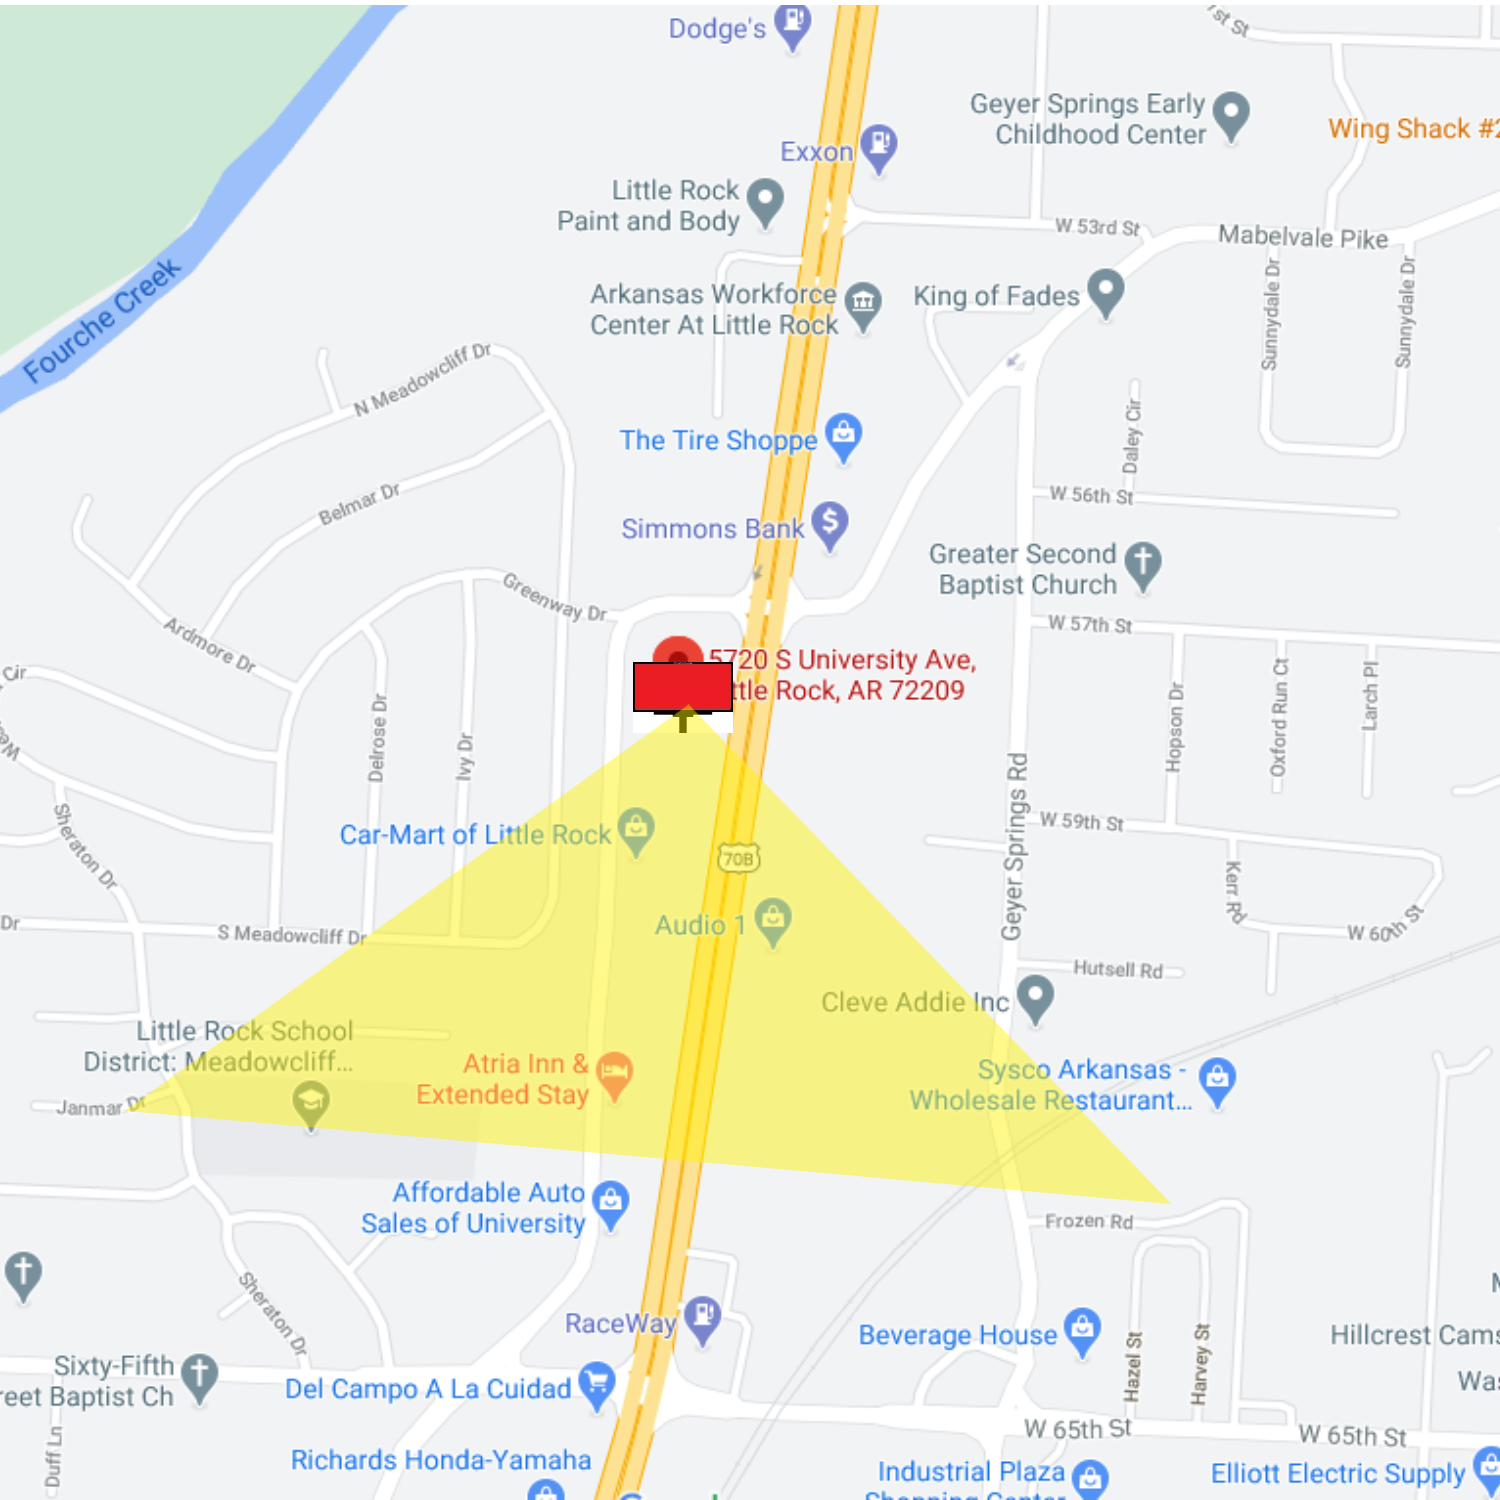 Dodge's
rst St
Geyer Springs Early
Childhood Center
Wing Shack #2
Exxon
Little Rock
Paint and Body
W 53rd St
Mabelvale Pike
Fourche Creek
Arkansas Workforce
Center At Little Rock
King of Fades
Sunnydale Dr
Sunnydale Dr
N Meadowcliff Dr
The Tire Shoppe
Daley Cir
Belmar Dr
W 56th St
Simmons Bank
Greater Second
Baptist Church
Greenway Dr
W 57th St
Ardmore Dr
5720 S University Ave,
ttle Rock, AR 72209
Cir
Delrose Dr
Ivy Dr
Hopson Dr
Oxford Run Ct
Larch Pl
Geyer Springs Rd
Sheraton Dr
Car-Mart of Little Rock
W 59th St
70B
Kerr Rd
Dr
S Meadowcliff Dr
Audio 1
W 60th St
Hutsell Rd
Cleve Addie Inc
Little Rock School
District: Meadowcliff...
Atria Inn &
Extended Stay
Sysco Arkansas -
Wholesale Restaurant...
Janmar Dr
Affordable Auto
Sales of University
Frozen Rd
Sheraton Dr
RaceWay
Beverage House
Hazel St
Harvey St
Hillcrest Cams
Was
Sixty-Fifth
reet Baptist Ch
Del Campo A La Cuidad
W 65th St
W 65th St
Duff Ln
Richards Honda-Yamaha
Industrial Plaza
Shopping Center
Elliott Electric Supply